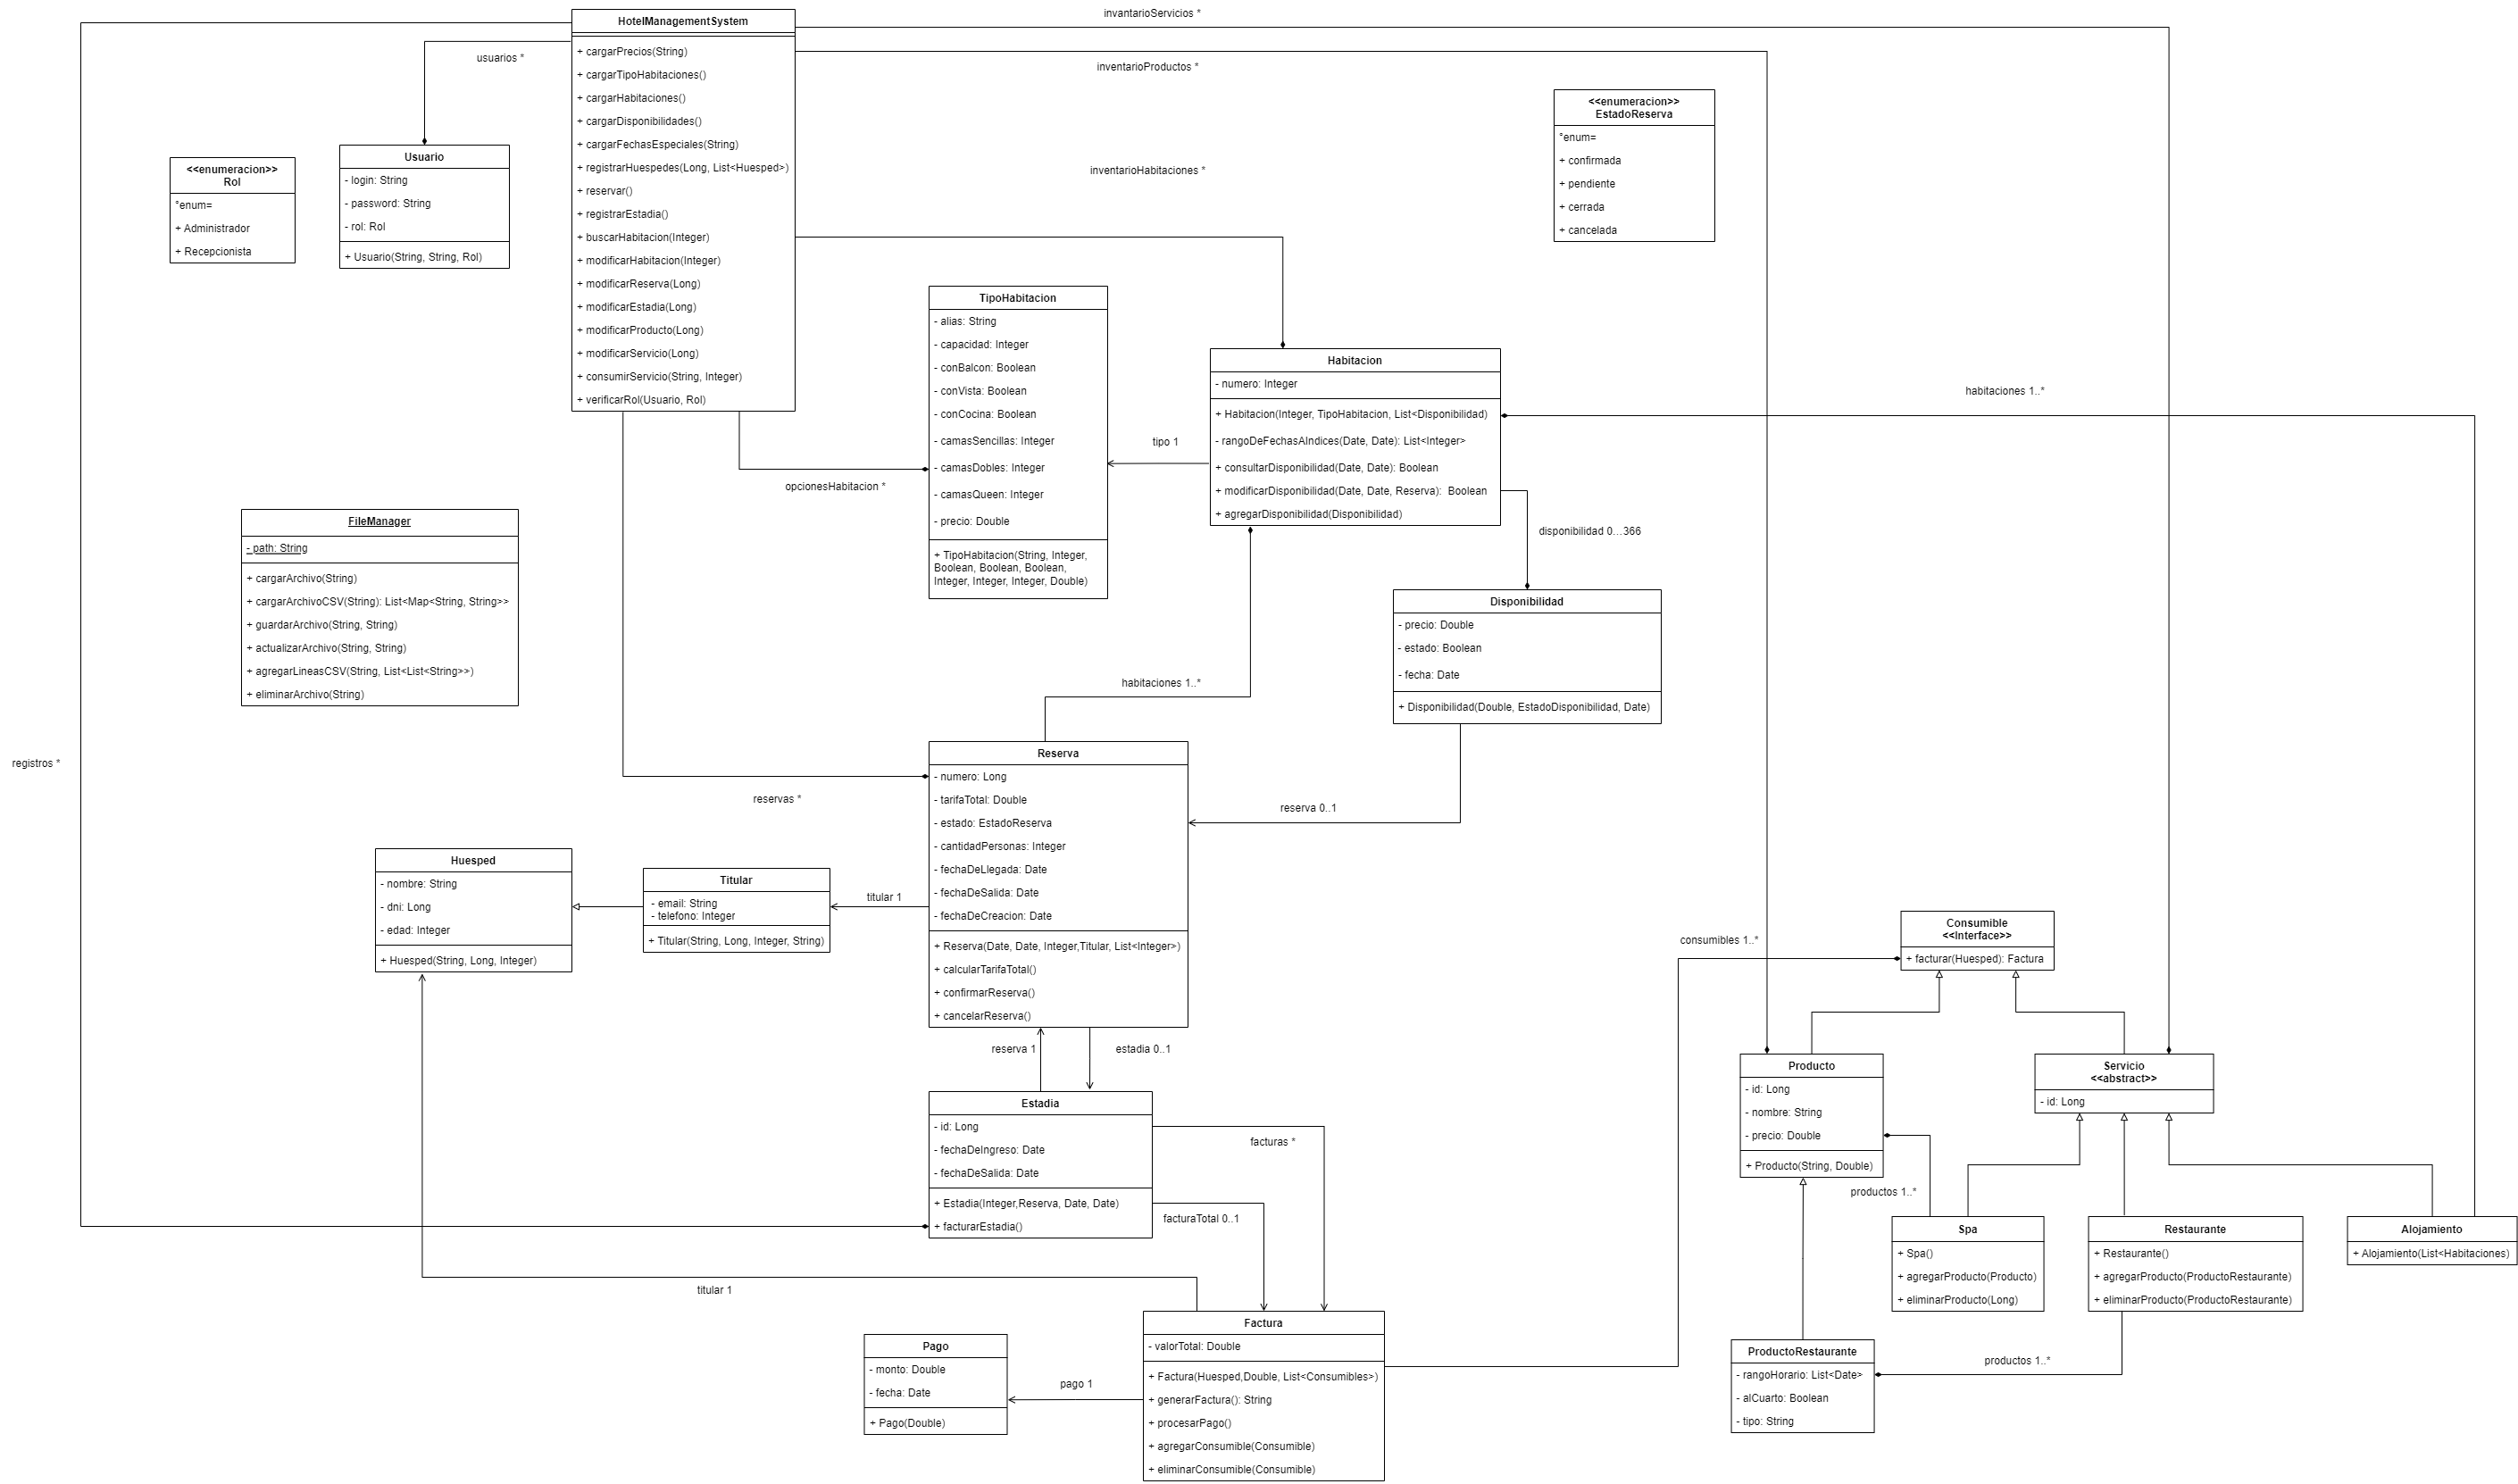 invantarioServicios *
HotelManagementSystem
+ cargarPrecios(String)
+ cargarTipoHabitaciones()
+ cargarHabitaciones()
+ cargarDisponibilidades()
+ cargarFechasEspeciales(String)
+ registrarHuespedes(Long, List<Huesped>)
+ reservar()
+ registrarEstadia()
+ buscarHabitacion(Integer)
+ modificarHabitacion(Integer)
+ modificarReserva(Long)
+ modificarEstadia(Long)
+ modificarProducto(Long)
+ modificarServicio(Long)
+ consumirServicio(String, Integer)
+ verificarRol(Usuario, Rol)
usuarios *
inventarioProductos *
inventarioHabitaciones *
<<enumeracion>>
EstadoReserva
°enum=
+ confirmada
+ pendiente
+ cerrada
+ cancelada
<<enumeracion>>
Rol
°enum=
+ Administrador
+ Recepcionista
Usuario
- login: String
- password: String
- rol: Rol
+ Usuario(String, String, Rol)
TipoHabitacion
- alias: String
- capacidad: Integer
- conBalcon: Boolean
- conVista: Boolean
- conCocina: Boolean
- camasSencillas: Integer
- camasDobles: Integer
- camasQueen: Integer
- precio: Double
+ TipoHabitacion(String, Integer,
Boolean, Boolean, Boolean,
Integer, Integer, Integer, Double)
opcionesHabitacion *
tipo 1
Habitacion
- numero: Integer
+ Habitacion(Integer, TipoHabitacion, List<Disponibilidad)
- rangoDeFechasAIndices(Date, Date): List<Integer>
+ consultarDisponibilidad(Date, Date): Boolean
+ modificarDisponibilidad(Date, Date, Reserva):  Boolean
+ agregarDisponibilidad(Disponibilidad)
habitaciones 1..*
disponibilidad 0...366
FileManager
- path: String
+ cargarArchivo(String)
+ cargarArchivoCSV(String): List<Map<String, String>>
+ guardarArchivo(String, String)
+ actualizarArchivo(String, String)
+ agregarLineasCSV(String, List<List<String>>)
+ eliminarArchivo(String)
Disponibilidad
- precio: Double
- estado: Boolean
- fecha: Date
+ Disponibilidad(Double, EstadoDisponibilidad, Date)
habitaciones 1..*
registros *
reservas *
reserva 0..1
Reserva
- numero: Long
- tarifaTotal: Double
- estado: EstadoReserva
- cantidadPersonas: Integer
- fechaDeLlegada: Date
- fechaDeSalida: Date
- fechaDeCreacion: Date
+ Reserva(Date, Date, Integer,Titular, List<Integer>)
+ calcularTarifaTotal()
+ confirmarReserva()
+ cancelarReserva()
Huesped
- nombre: String
- dni: Long
- edad: Integer
+ Huesped(String, Long, Integer)
Titular
- email: String
- telefono: Integer
+ Titular(String, Long, Integer, String)
titular 1
consumibles 1..*
Consumible
<<Interface>>
+ facturar(Huesped): Factura
reserva 1
estadia 0..1
Estadia
- id: Long
- fechaDeIngreso: Date
- fechaDeSalida: Date
+ Estadia(Integer,Reserva, Date, Date)
+ facturarEstadia()
facturas *
facturaTotal 0..1
Producto
- id: Long
- nombre: String
- precio: Double
+ Producto(String, Double)
Servicio
<<abstract>>
- id: Long
productos 1..*
Spa
+ Spa()
+ agregarProducto(Producto)
+ eliminarProducto(Long)
Restaurante
+ Restaurante()
+ agregarProducto(ProductoRestaurante)
+ eliminarProducto(ProductoRestaurante)
Alojamiento
+ Alojamiento(List<Habitaciones)
titular 1
Factura
- valorTotal: Double
+ Factura(Huesped,Double, List<Consumibles>)
+ generarFactura(): String
+ procesarPago()
+ agregarConsumible(Consumible)
+ eliminarConsumible(Consumible)
Pago
- monto: Double
- fecha: Date
+ Pago(Double)
pago 1
ProductoRestaurante
- rangoHorario: List<Date>
- alCuarto: Boolean
- tipo: String
productos 1..*